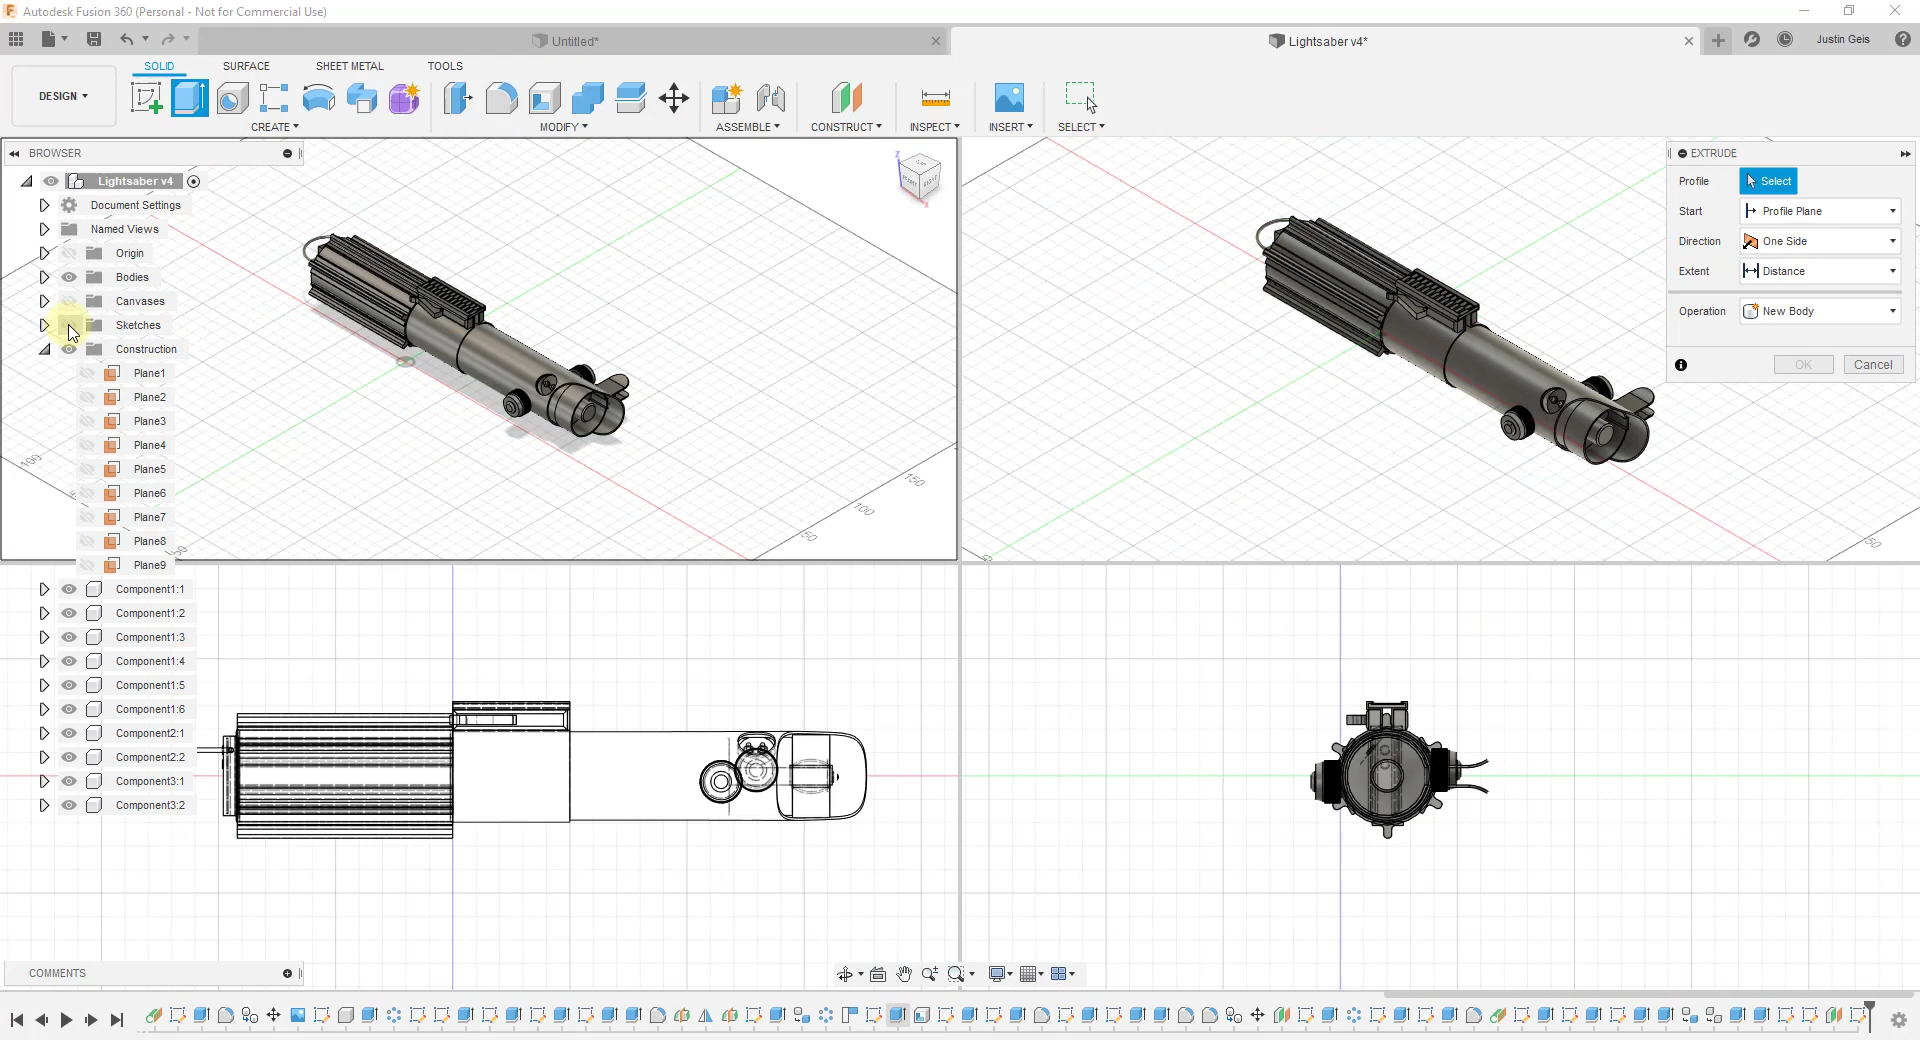 Autodesk Fusion 360 (Personal - Not for Commercial Use)
Untitled*
Lightsaber v4*
Justin Geis
SOLID
SURFACE
SHEET METAL
TOOLS
DESIGN
CREATE
MODIFY
ASSEMBLE
CONSTRUCT
INSPECT
INSERT
SELECT
BROWSER
Lightsaber v4
Document Settings
Named Views
Origin
Bodies
Canvases
Sketches
Construction
Plane1
Plane2
Plane3
Plane4
Plane5
Plane6
Plane7
Plane8
Plane9
Component1:1
Component1:2
Component1:3
Component1:4
Component1:5
Component1:6
Component2:1
Component2:2
Component3:1
Component3:2
100
50
150
100
50
Z
X
RIGHT
EXTRUDE
Profile
Select
Start
Profile Plane
Direction
One Side
Extent
Distance
Operation
New Body
OK
Cancel
50
COMMENTS